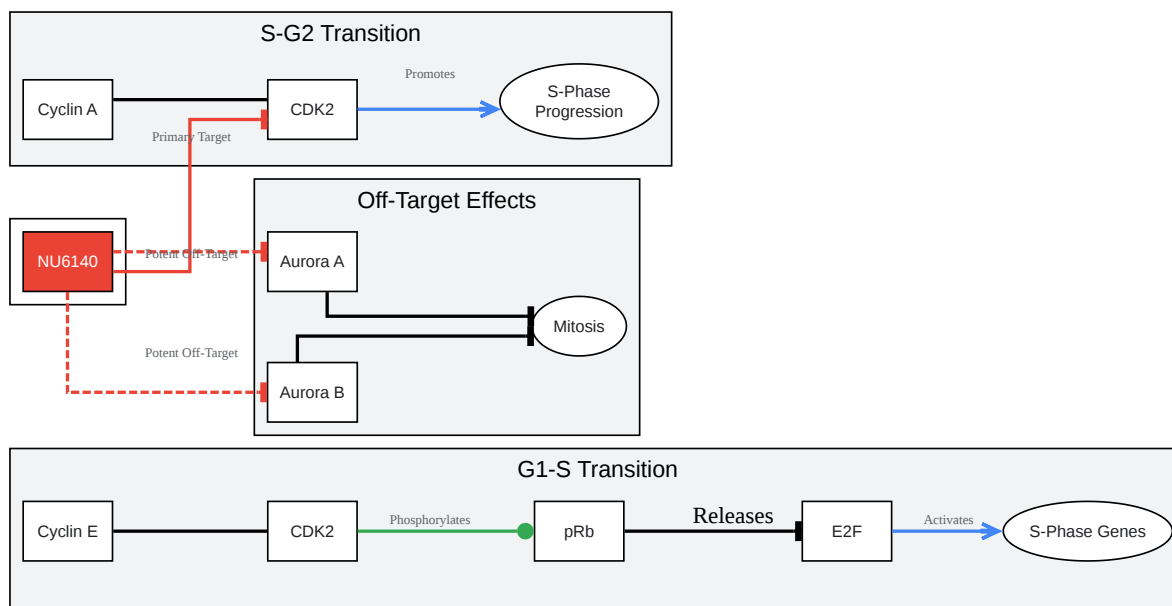 S-G2 Transition
Cyclin A
CDK2
Promotes
S-Phase
Progression
Primary Target
Off-Target Effects
NU6140
Potent Off-Target
Aurora A
Mitosis
Potent Off-Target
Aurora B
G1-S Transition
Cyclin E
CDK2
Phosphorylates
pRb
Releases
E2F
Activates
S-Phase Genes